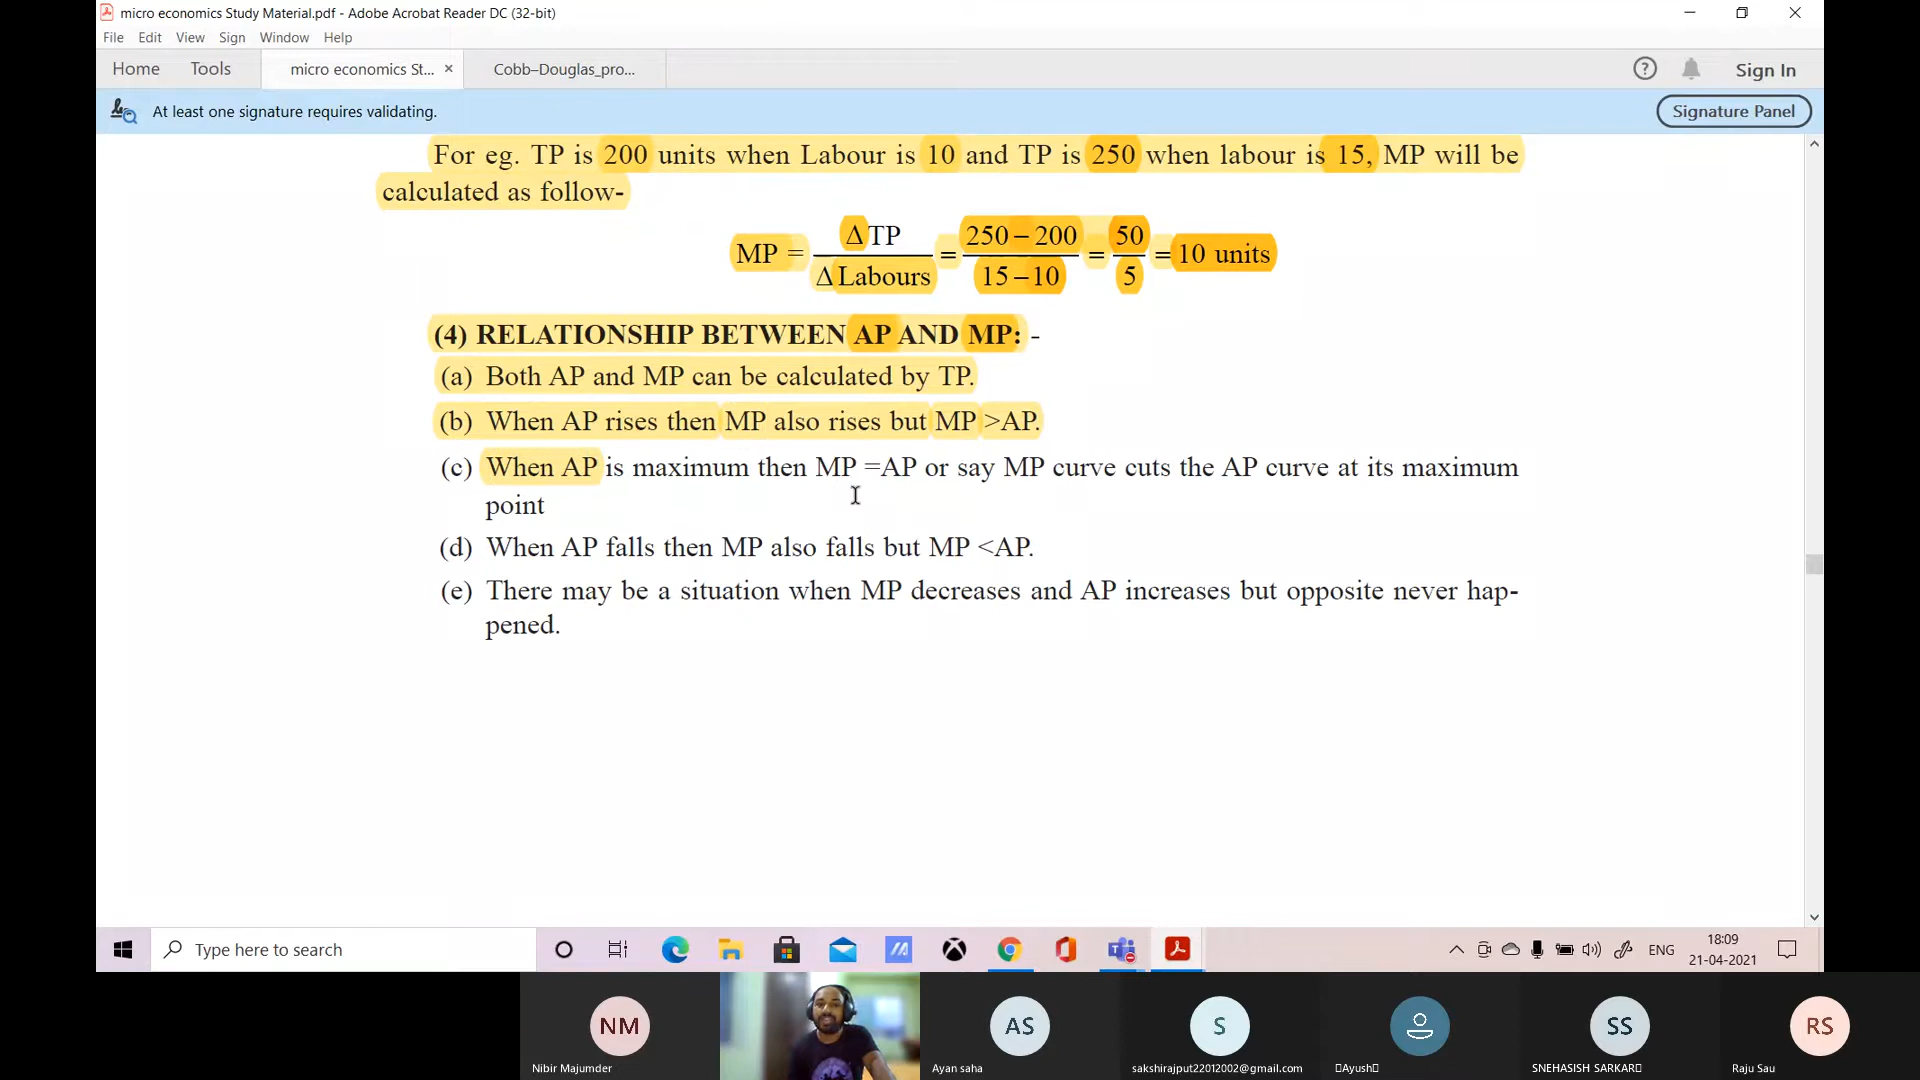 micro economics Study Material.pdf - Adobe Acrobat Reader DC (32-bit)
File Edit View Sign Window Help
Home Tools micro economics St... × Cobb–Douglas_pro... Sign In
At least one signature requires validating. Signature Panel
For eg. TP is 200 units when Labour is 10 and TP is 250 when labour is 15, MP will be
calculated as follow-
MP = Δ TP / Δ Labours = 250 – 200 / 15 – 10 = 50 / 5 = 10 units
(4) RELATIONSHIP BETWEEN AP AND MP: -
(a) Both AP and MP can be calculated by TP.
(b) When AP rises then MP also rises but MP >AP.
(c) When AP is maximum then MP =AP or say MP curve cuts the AP curve at its maximum
point
(d) When AP falls then MP also falls but MP <AP.
(e) There may be a situation when MP decreases and AP increases but opposite never hap-
pened.
Type here to search ENG 18:09
21-04-2021
NM AS S SS RS
Nibir Majumder Ayan saha sakshirajput22012002@gmail.com Ayush SNEHASISH SARKAR Raju Sau